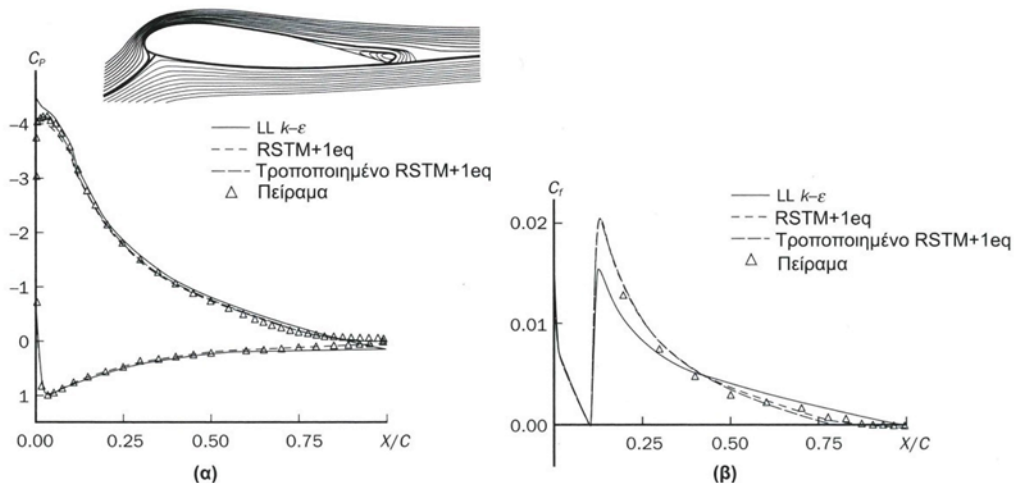 C_P
-4
-3
-2
-1
0
1
0.00 0.25 0.50 0.75 X/C
LL k–ε
RSTM+1eq
Τροποποιημένο RSTM+1eq
Πείραμα
(α)
C_f
0.02
0.01
0.00
0.25 0.50 0.75 X/C
LL k–ε
RSTM+1eq
Τροποποιημένο RSTM+1eq
Πείραμα
(β)